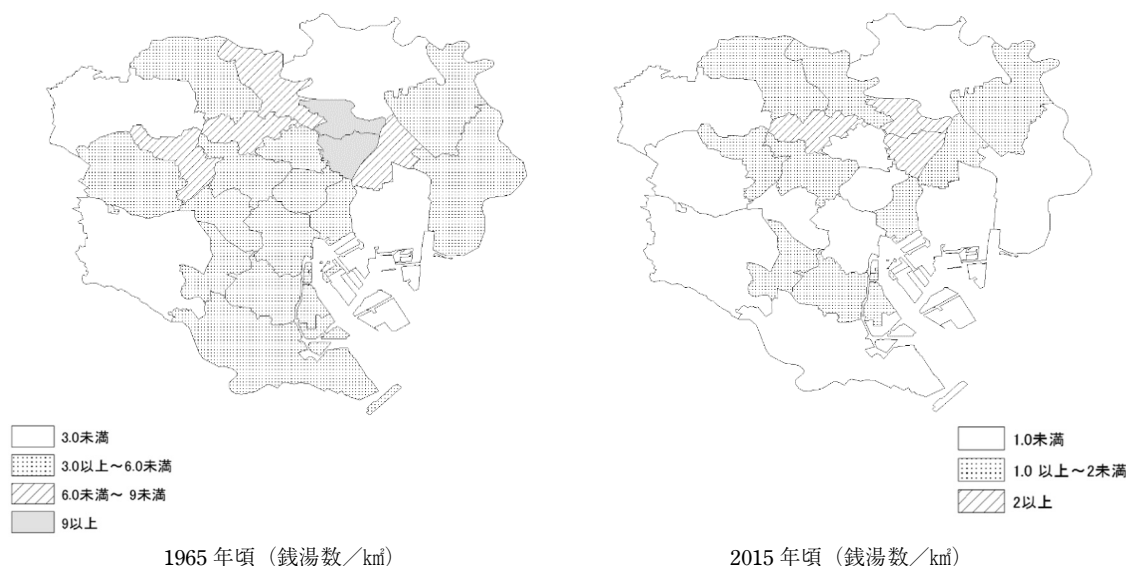 3.0未満
3.0以上～6.0未満
6.0未満～ 9未満
9以上
1965 年頃（銭湯数／㎢）
1.0未満
1.0 以上～2未満
2以上
2015 年頃（銭湯数／㎢）